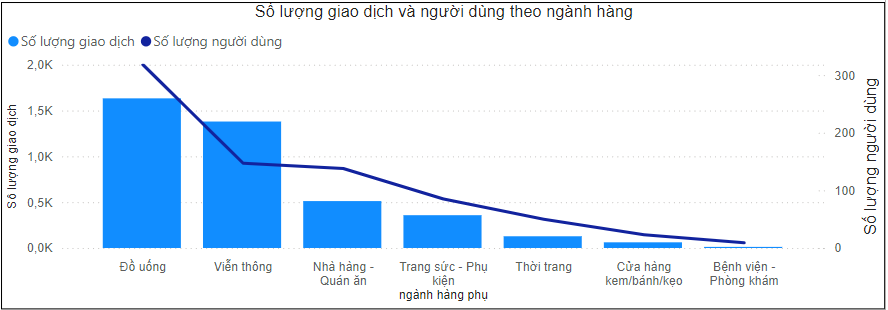 Số lượng giao dịch và người dùng theo ngành hàng
Số lượng giao dịch Số lượng người dùng
Số lượng giao dịch
2,0K
1,5K
1,0K
0,5K
0,0K
300
200
100
0
Số lượng người dùng
Đồ uống
Viễn thông
Nhà hàng -
Quán ăn
Trang sức - Phụ
kiện
Thời trang
Cửa hàng
kem/bánh/kẹo
Bệnh viện -
Phòng khám
ngành hàng phụ